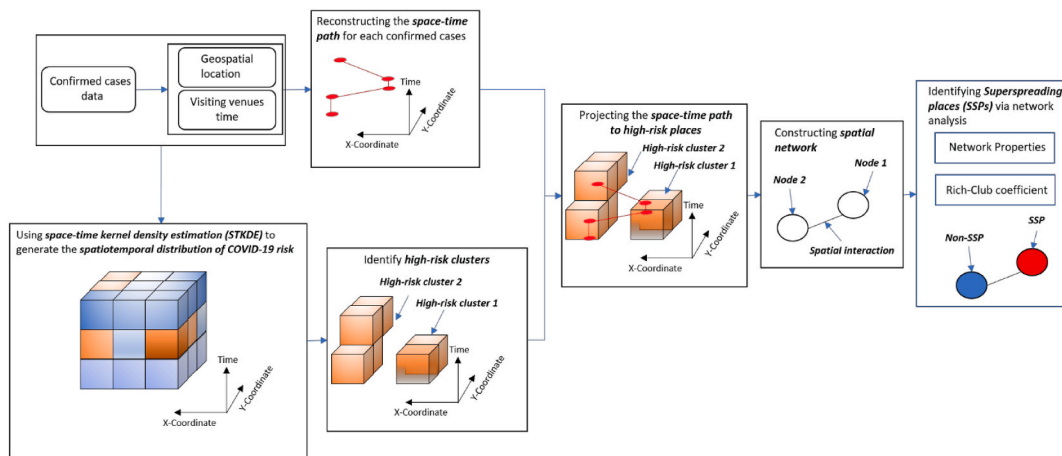 Confirmed cases
data
Geospatial
location
Visiting venues
time
Reconstructing the space-time
path for each confirmed cases
Time
Y-Coordinate
X-Coordinate
Using space-time kernel density estimation (STKDE) to
generate the spatiotemporal distribution of COVID-19 risk
Time
Y-Coordinate
X-Coordinate
Identify high-risk clusters
High-risk cluster 2
High-risk cluster 1
Time
Y-Coordinate
X-Coordinate
Projecting the space-time path
to high-risk places
High-risk cluster 2
High-risk cluster 1
Time
Y-Coordinate
X-Coordinate
Constructing spatial
network
Node 1
Node 2
Spatial interaction
Identifying Superspreading
places (SSPs) via network
analysis
Network Properties
Rich-Club coefficient
SSP
Non-SSP